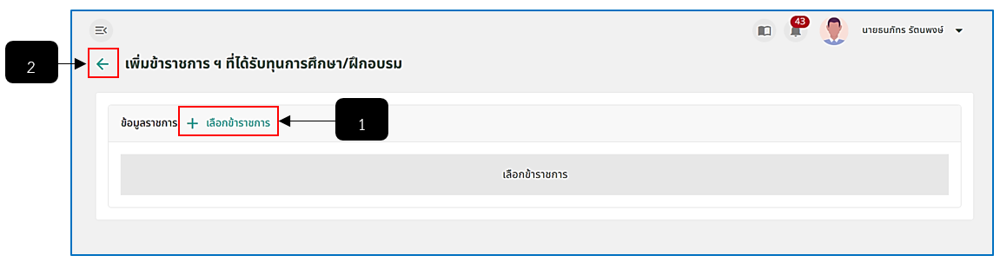 43
นายธนภัทร รัตนพงษ์
2
เพิ่มข้าราชการ ฯ ที่ได้รับทุนการศึกษา/ฝึกอบรม
ข้อมูลราชการ + เลือกข้าราชการ
1
เลือกข้าราชการ